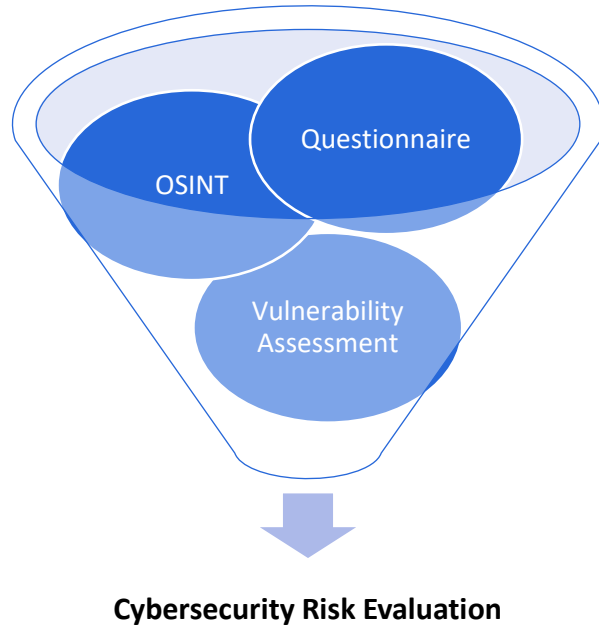 Questionnaire
OSINT
Vulnerability
Assessment
Cybersecurity Risk Evaluation